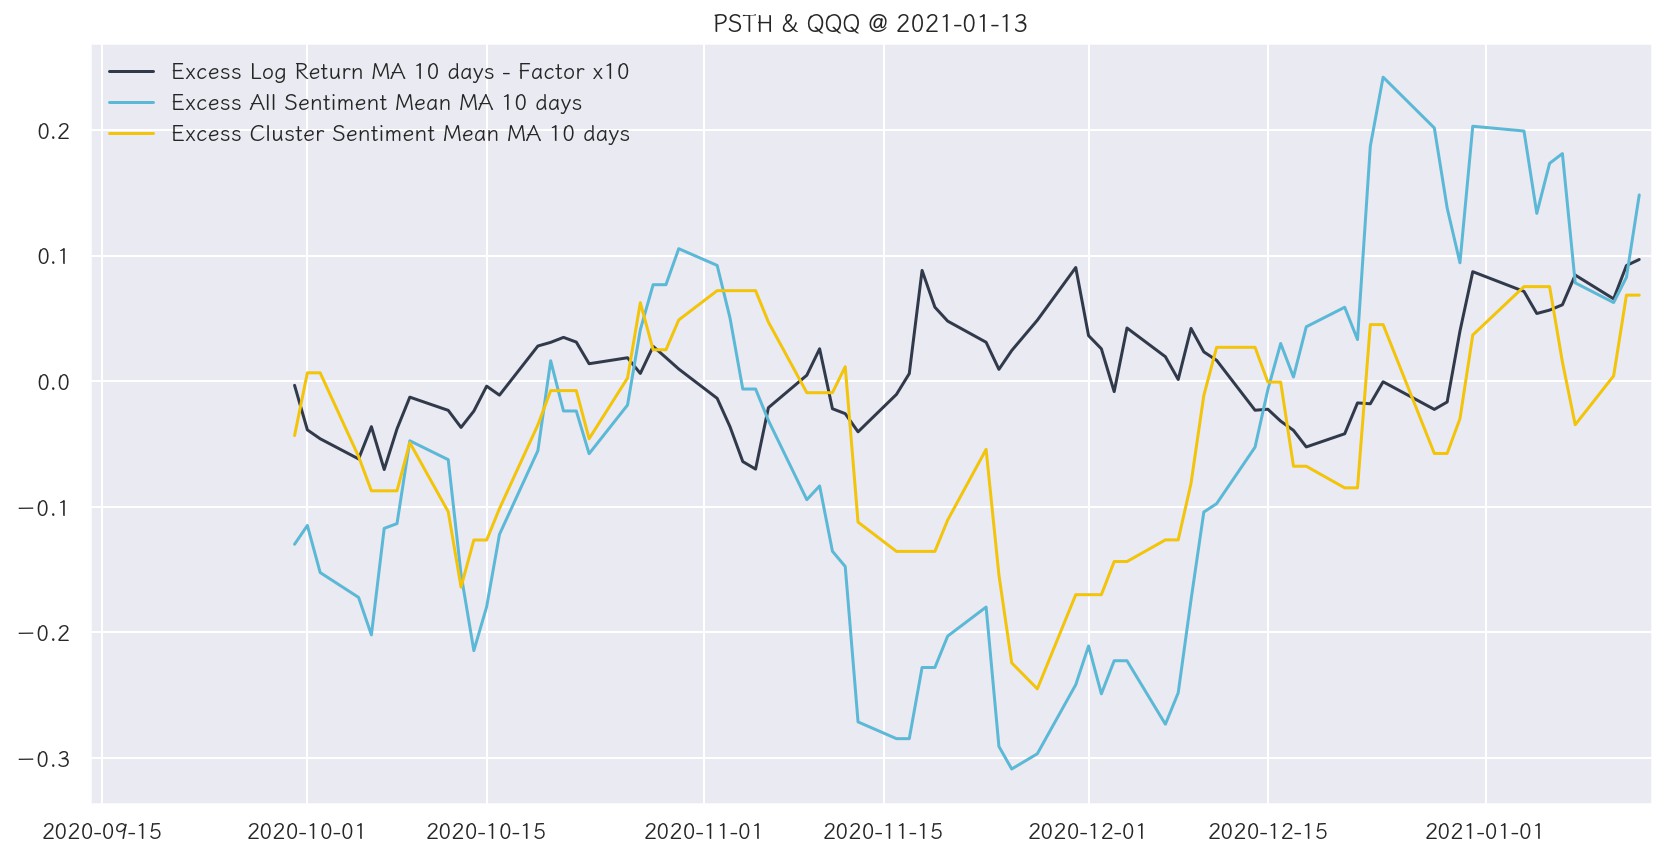 PSTH & QQQ @ 2021-01-13
Excess Log Return MA 10 days - Factor x10
Excess All Sentiment Mean MA 10 days
Excess Cluster Sentiment Mean MA 10 days
0.2
0.1
0.0
−0.1
−0.2
−0.3
2020-09-15 2020-10-01 2020-10-15 2020-11-01 2020-11-15 2020-12-01 2020-12-15 2021-01-01